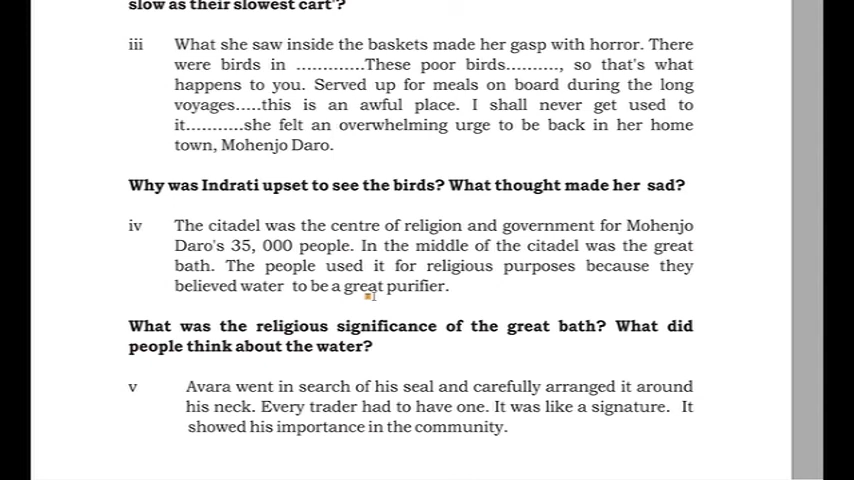 slow as their slowest cart'?
iii What she saw inside the baskets made her gasp with horror. There
were birds in .............These poor birds.........., so that's what
happens to you. Served up for meals on board during the long
voyages.....this is an awful place. I shall never get used to
it...........she felt an overwhelming urge to be back in her home
town, Mohenjo Daro.
Why was Indrati upset to see the birds? What thought made her sad?
iv The citadel was the centre of religion and government for Mohenjo
Daro's 35, 000 people. In the middle of the citadel was the great
bath. The people used it for religious purposes because they
believed water to be a great purifier.
What was the religious significance of the great bath? What did
people think about the water?
v Avara went in search of his seal and carefully arranged it around
his neck. Every trader had to have one. It was like a signature. It
showed his importance in the community.